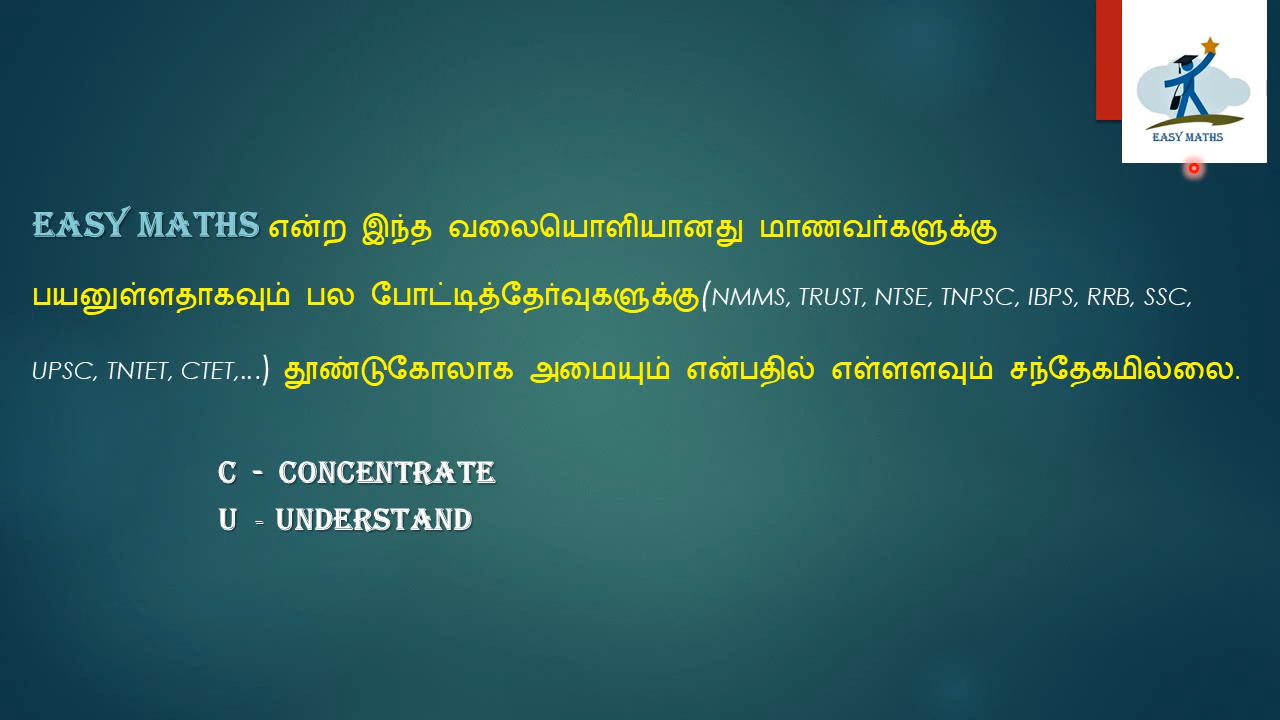 EASY MATHS
EASY MATHS என்ற இந்த வலையொளியானது மாணவர்களுக்கு
பயனுள்ளதாகவும் பல போட்டித்தேர்வுகளுக்கு(NMMS, TRUST, NTSE, TNPSC, IBPS, RRB, SSC,
UPSC, TNTET, CTET,...) தூண்டுகோலாக அமையும் என்பதில் எள்ளளவும் சந்தேகமில்லை.
C - CONCENTRATE
U - UNDERSTAND